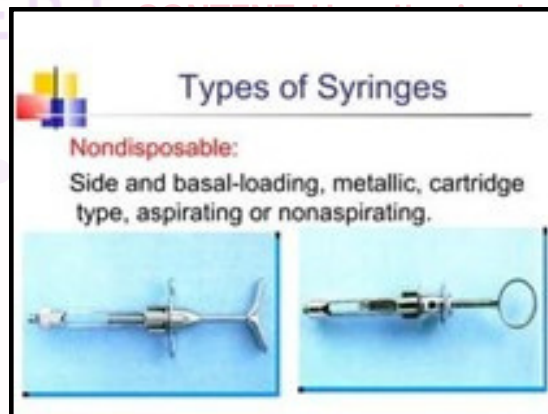 Types of Syringes
Nondisposable:
Side and basal-loading, metallic, cartridge
type, aspirating or nonaspirating.